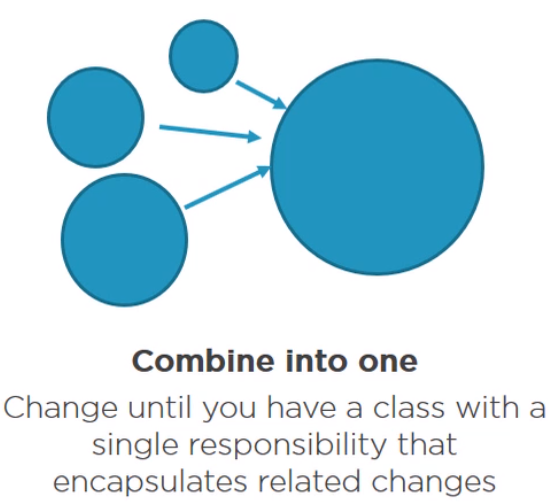 Combine into one
Change until you have a class with a
single responsibility that
encapsulates related changes